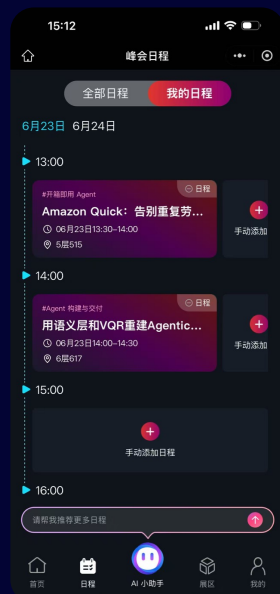 15:12
峰会日程
全部日程
我的日程
6月23日 6月24日
13:00
日程
#开箱即用 Agent
Amazon Quick：告别重复劳...
06月23日13:30-14:00
5层515
手动添加
14:00
日程
#Agent 构建与交付
用语义层和VQR重建Agentic...
06月23日14:00-14:30
6层617
手动添加
15:00
手动添加日程
16:00
请帮我推荐更多日程
首页
日程
AI 小助手
展区
我的